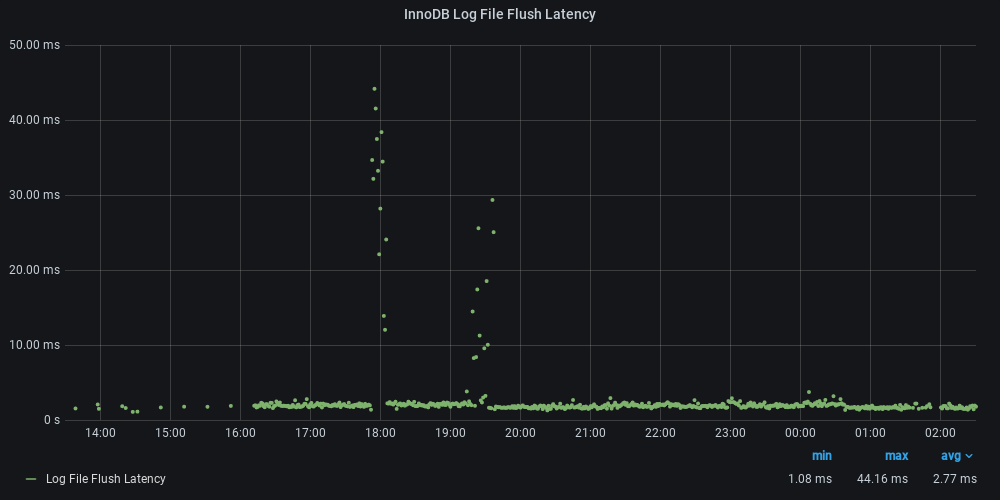 InnoDB Log File Flush Latency
50.00 ms
40.00 ms
30.00 ms
20.00 ms
10.00 ms
0 s
14:00 15:00 16:00 17:00 18:00 19:00 20:00 21:00 22:00 23:00 00:00 01:00 02:00
min max avg
Log File Flush Latency 1.08 ms 44.16 ms 2.77 ms